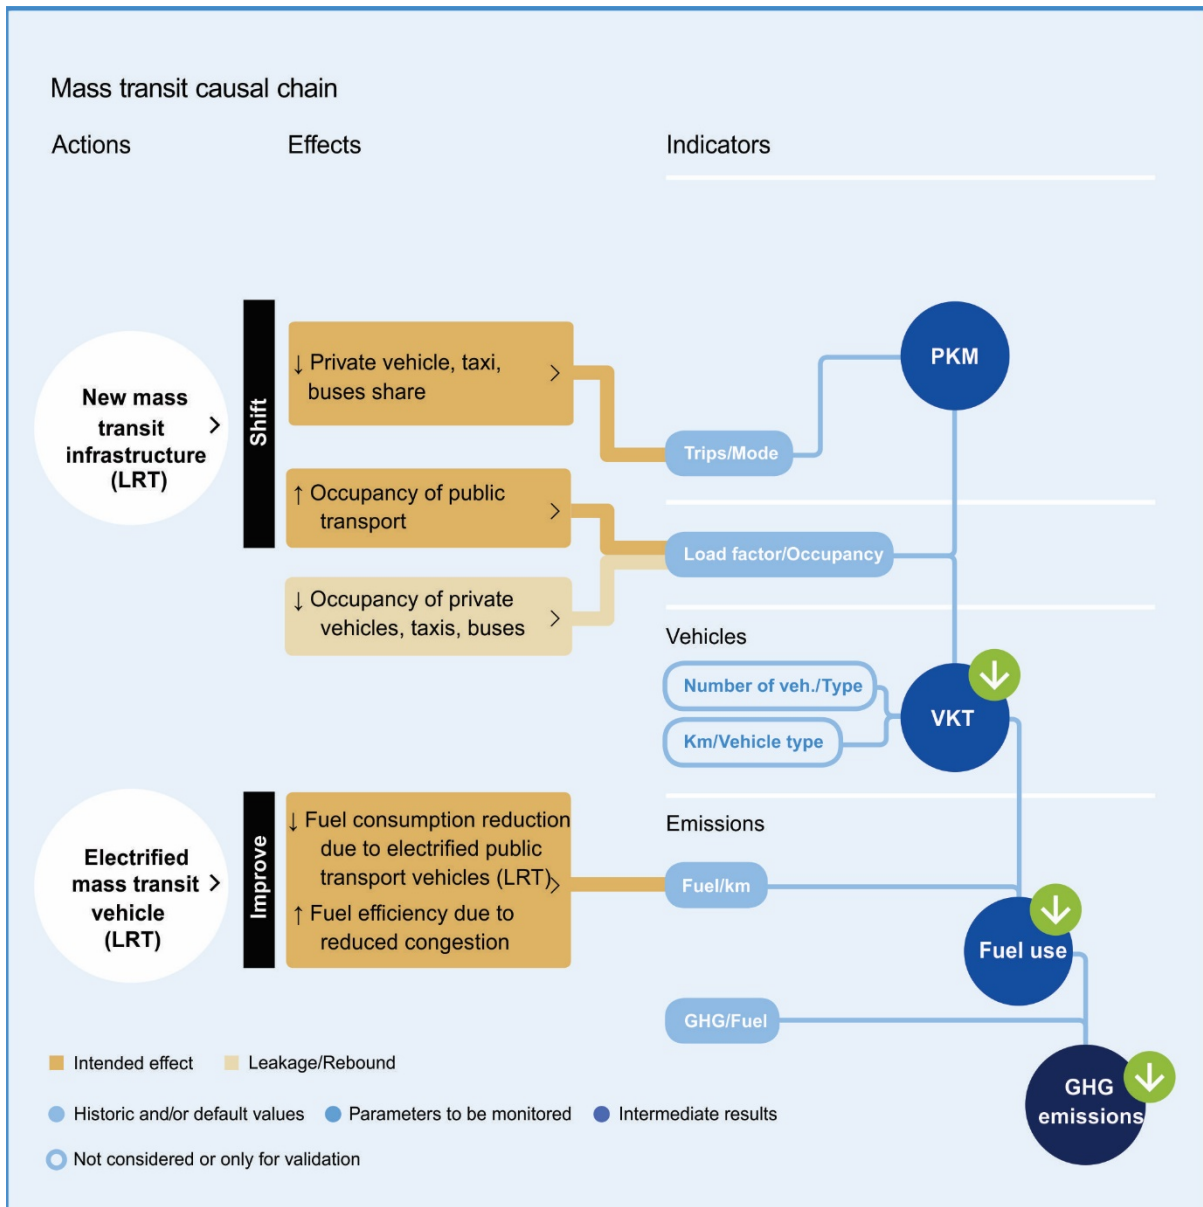 Mass transit causal chain
Actions
Effects
Indicators
New mass
transit
infrastructure
(LRT)
>
Shift
↓ Private vehicle, taxi,
buses share
>
↑ Occupancy of public
transport
>
↓ Occupancy of private
vehicles, taxis, buses
>
Trips/Mode
PKM
Load factor/Occupancy
Vehicles
Number of veh./Type
Km/Vehicle type
VKT
Electrified
mass transit
vehicle
(LRT)
>
Improve
↓ Fuel consumption reduction
due to electrified public
transport vehicles (LRT)
>
↑ Fuel efficiency due to
reduced congestion
Emissions
Fuel/km
Fuel use
GHG/Fuel
GHG
emissions
Intended effect
Leakage/Rebound
Historic and/or default values
Parameters to be monitored
Intermediate results
Not considered or only for validation